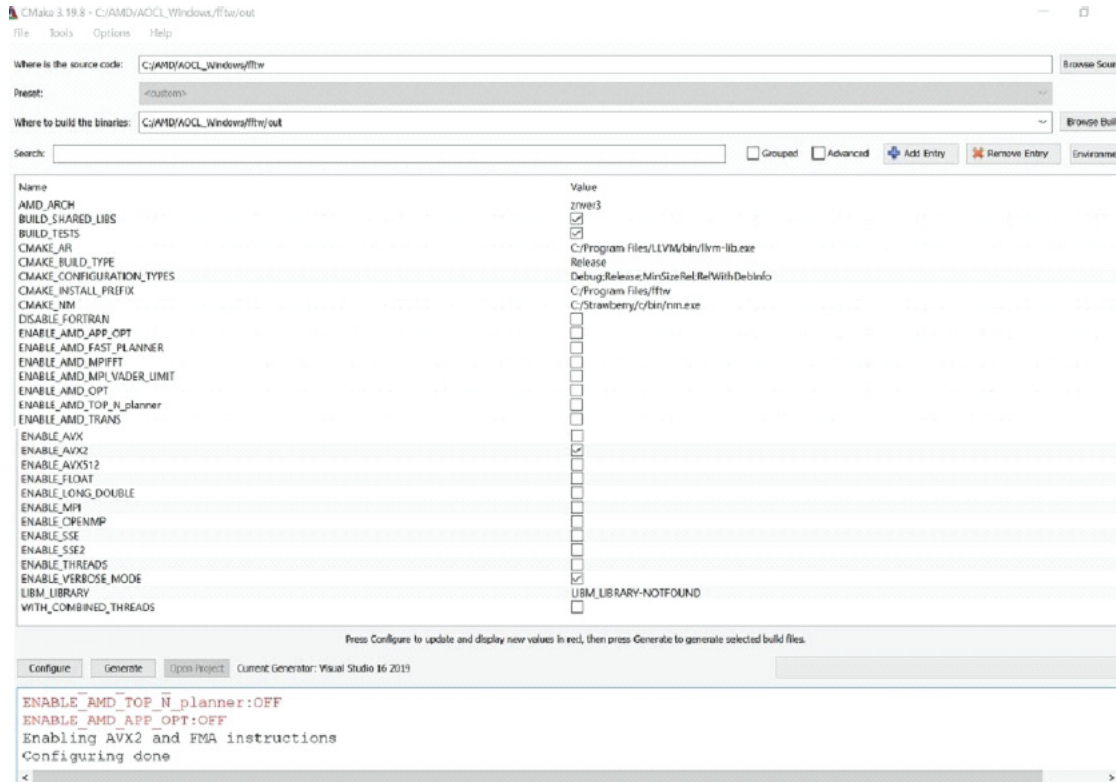 CMake 3.19.8 - C:/AMD/AOCL_Windows/fftw/out
File Tools Options Help
Where is the source code: C:/AMD/AOCL_Windows/fftw Browse Sour
Preset: <custom>
Where to build the binaries: C:/AMD/AOCL_Windows/fftw/out Browse Buil
Search: Grouped Advanced Add Entry Remove Entry Environme
Name Value
AMD_ARCH znver3
BUILD_SHARED_LIBS
BUILD_TESTS
CMAKE_AR C:/Program Files/LLVM/bin/llvm-lib.exe
CMAKE_BUILD_TYPE Release
CMAKE_CONFIGURATION_TYPES Debug;Release;MinSizeRel;RelWithDebInfo
CMAKE_INSTALL_PREFIX C:/Program Files/fftw
CMAKE_NM C:/Strawberry/c/bin/nm.exe
DISABLE_FORTRAN
ENABLE_AMD_APP_OPT
ENABLE_AMD_FAST_PLANNER
ENABLE_AMD_MPIFFT
ENABLE_AMD_MPI_VADER_LIMIT
ENABLE_AMD_OPT
ENABLE_AMD_TOP_N_planner
ENABLE_AMD_TRANS
ENABLE_AVX
ENABLE_AVX2
ENABLE_AVX512
ENABLE_FLOAT
ENABLE_LONG_DOUBLE
ENABLE_MPI
ENABLE_OPENMP
ENABLE_SSE
ENABLE_SSE2
ENABLE_THREADS
ENABLE_VERBOSE_MODE
LIBM_LIBRARY LIBM_LIBRARY-NOTFOUND
WITH_COMBINED_THREADS
Press Configure to update and display new values in red, then press Generate to generate selected build files.
Configure Generate Open Project Current Generator: Visual Studio 16 2019
ENABLE_AMD_TOP_N_planner:OFF
ENABLE_AMD_APP_OPT:OFF
Enabling AVX2 and FMA instructions
Configuring done